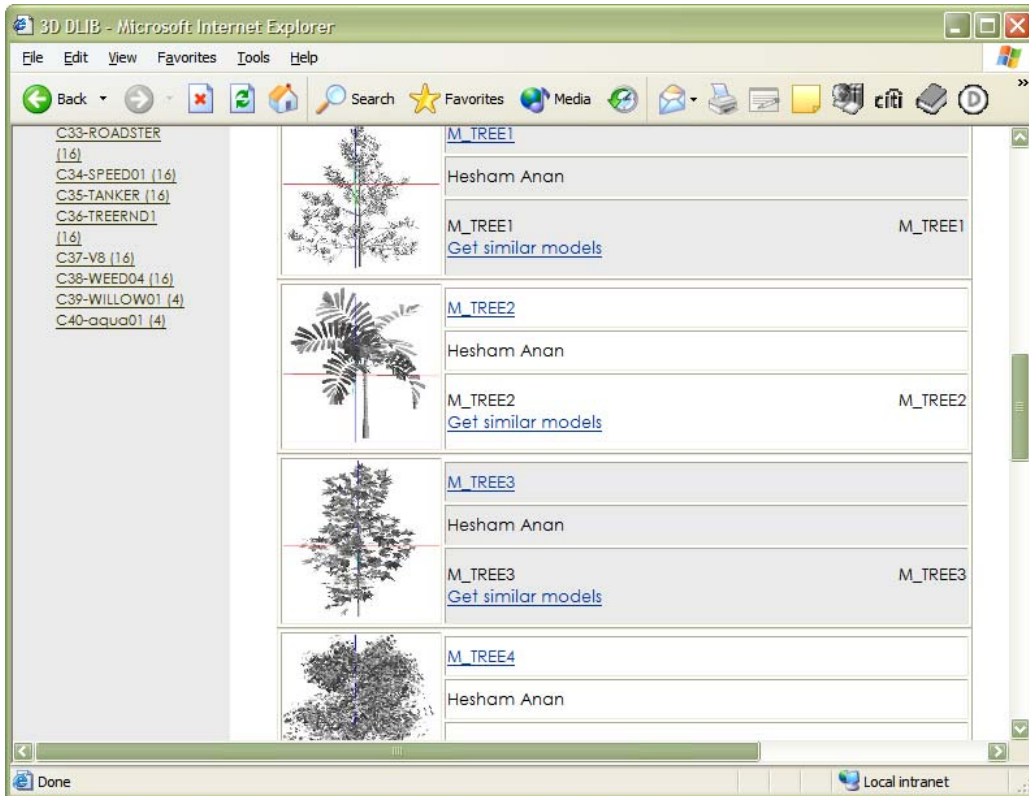 3D DLIB - Microsoft Internet Explorer
File Edit View Favorites Tools Help
Back Search Favorites Media citi D »
C33-ROADSTER
(16)
C34-SPEED01 (16)
C35-TANKER (16)
C36-TREERND1
(16)
C37-V8 (16)
C38-WEED04 (16)
C39-WILLOW01 (4)
C40-aqua01 (4)
M_TREE1
Hesham Anan
M_TREE1 M_TREE1
Get similar models
M_TREE2
Hesham Anan
M_TREE2 M_TREE2
Get similar models
M_TREE3
Hesham Anan
M_TREE3 M_TREE3
Get similar models
M_TREE4
Hesham Anan
Done Local intranet